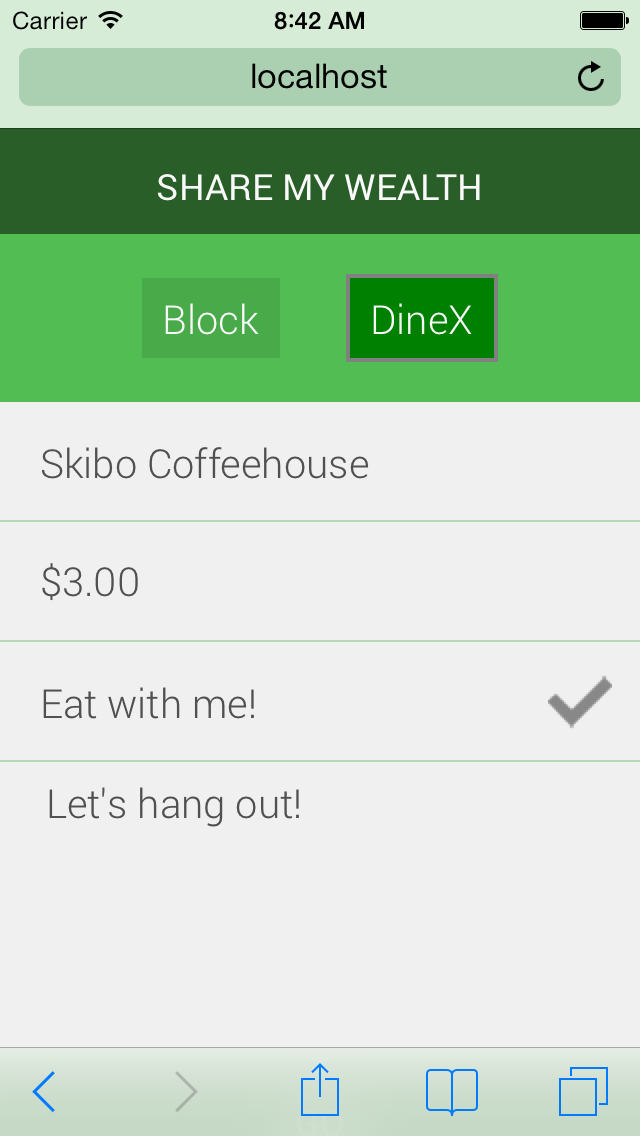 Carrier 8:42 AM
localhost
SHARE MY WEALTH
Block DineX
Skibo Coffeehouse
$3.00
Eat with me!
Let's hang out!